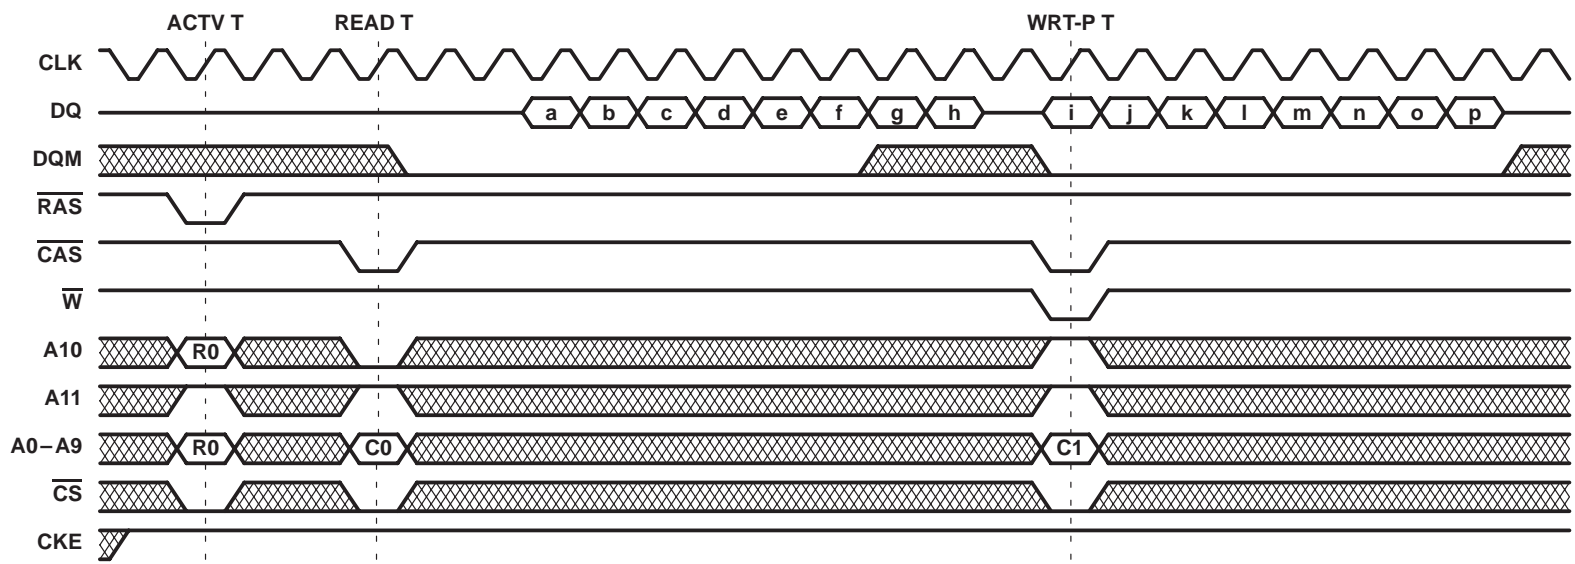 ACTV T READ T WRT-P T
CLK
DQ a b c d e f g h i j k l m n o p
DQM
RAS
CAS
W
A10 R0
A11
A0–A9 R0 C0 C1
CS
CKE